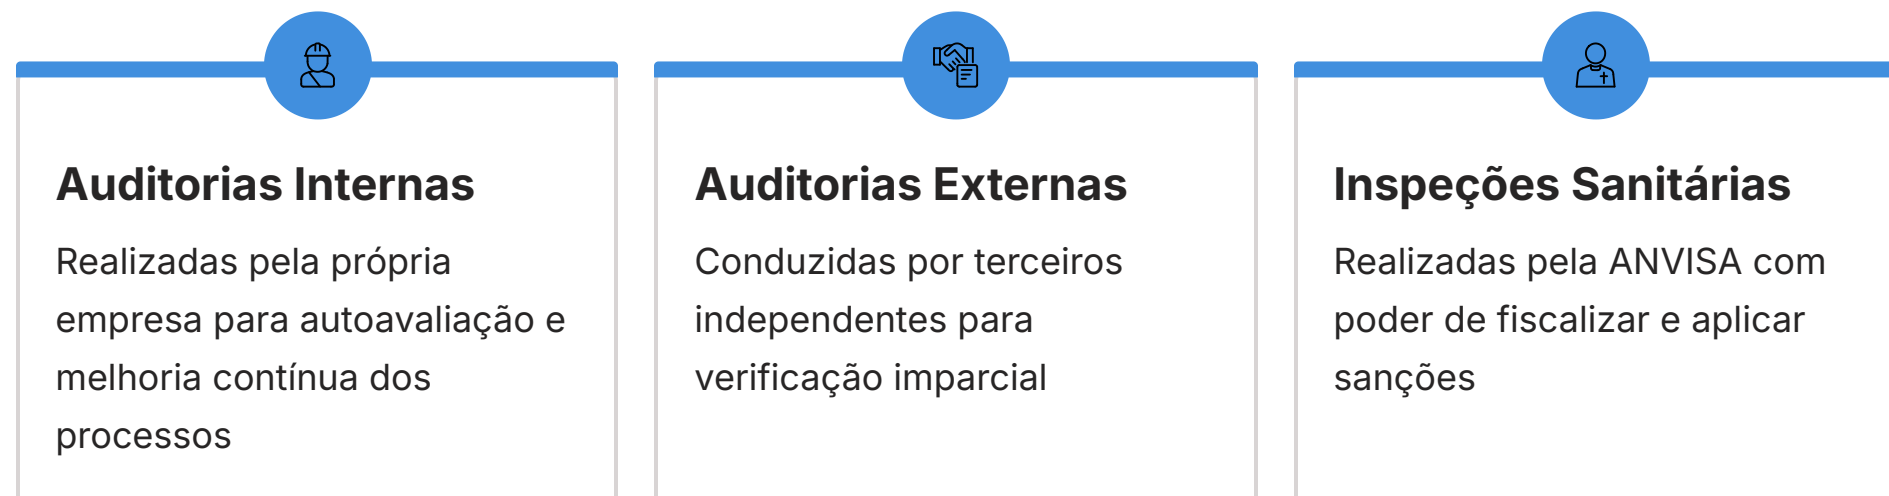 Auditorias Internas
Realizadas pela própria
empresa para autoavaliação e
melhoria contínua dos
processos
Auditorias Externas
Conduzidas por terceiros
independentes para
verificação imparcial
Inspeções Sanitárias
Realizadas pela ANVISA com
poder de fiscalizar e aplicar
sanções